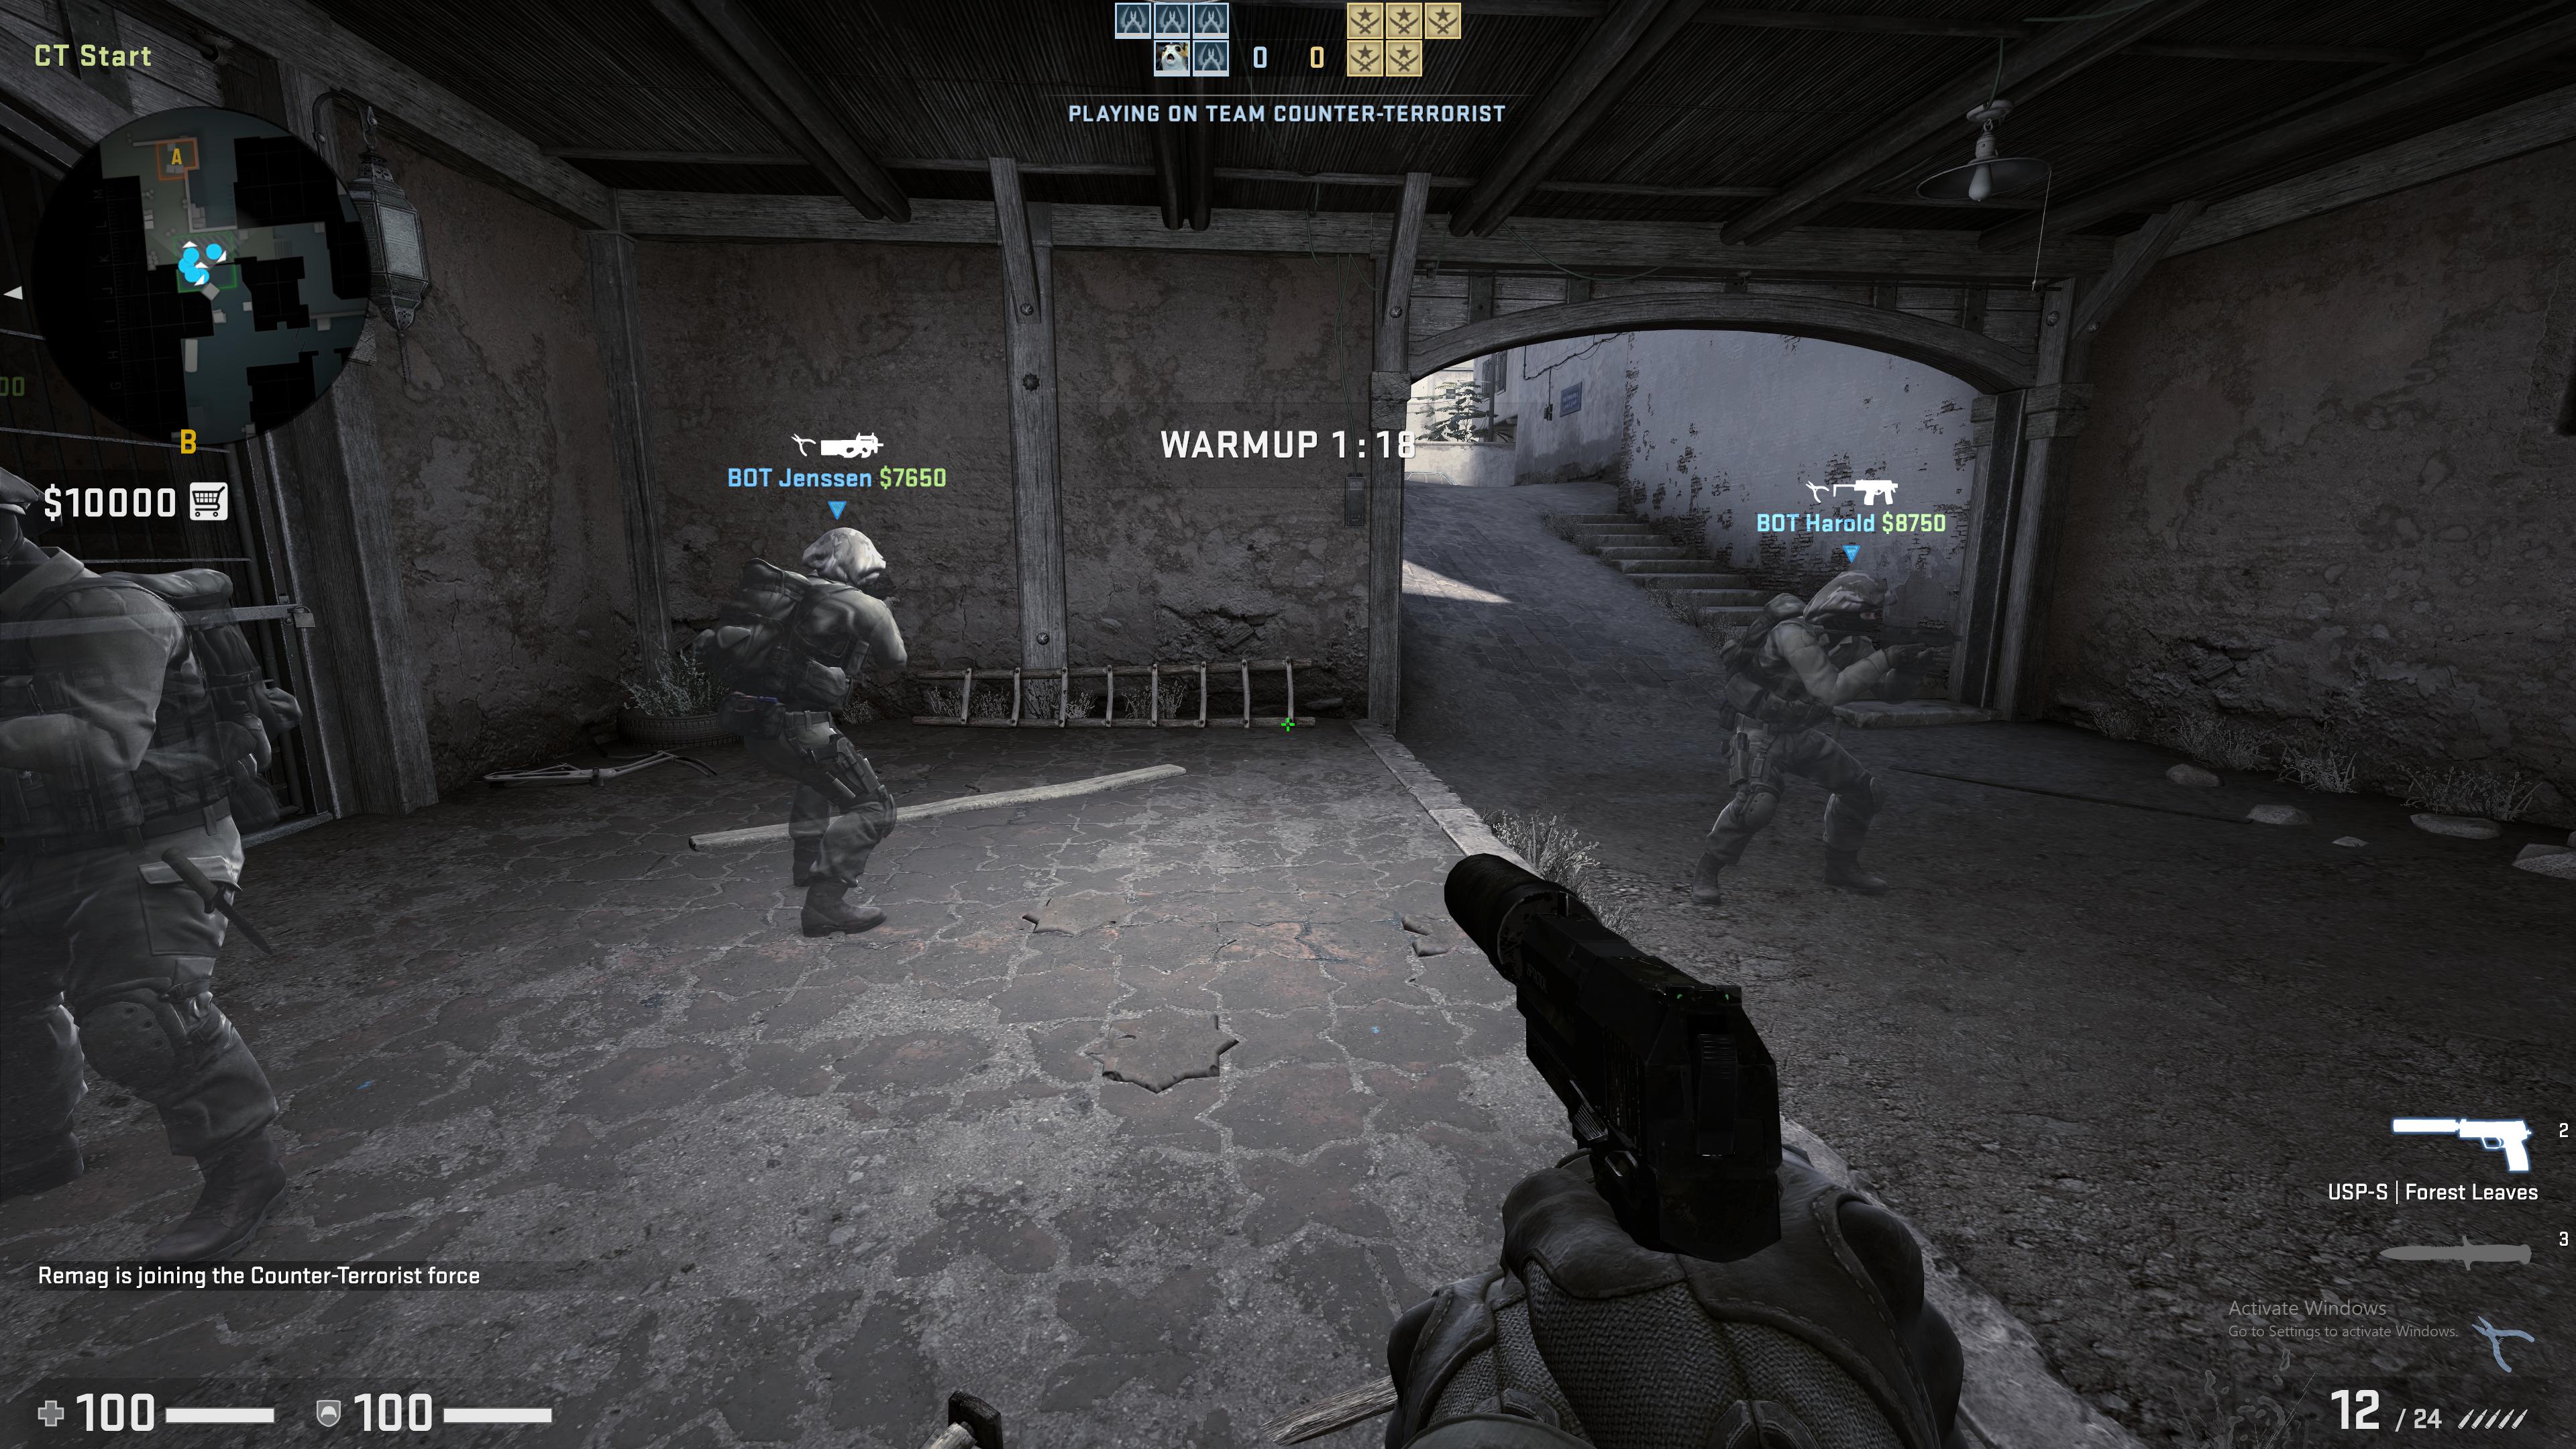 CT Start
0 0
PLAYING ON TEAM COUNTER-TERRORIST
A
B
$10000
WARMUP 1:18
BOT Jenssen $7650
BOT Harold $8750
2
USP-S | Forest Leaves
3
Remag is joining the Counter-Terrorist force
Activate Windows
Go to Settings to activate Windows.
100
100
12 / 24